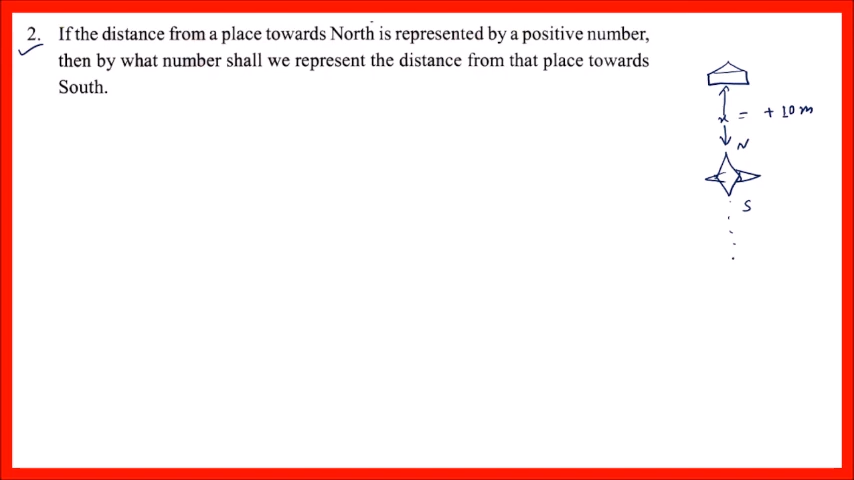 2. If the distance from a place towards North is represented by a positive number,
then by what number shall we represent the distance from that place towards
South.
x = + 10 m
N
S